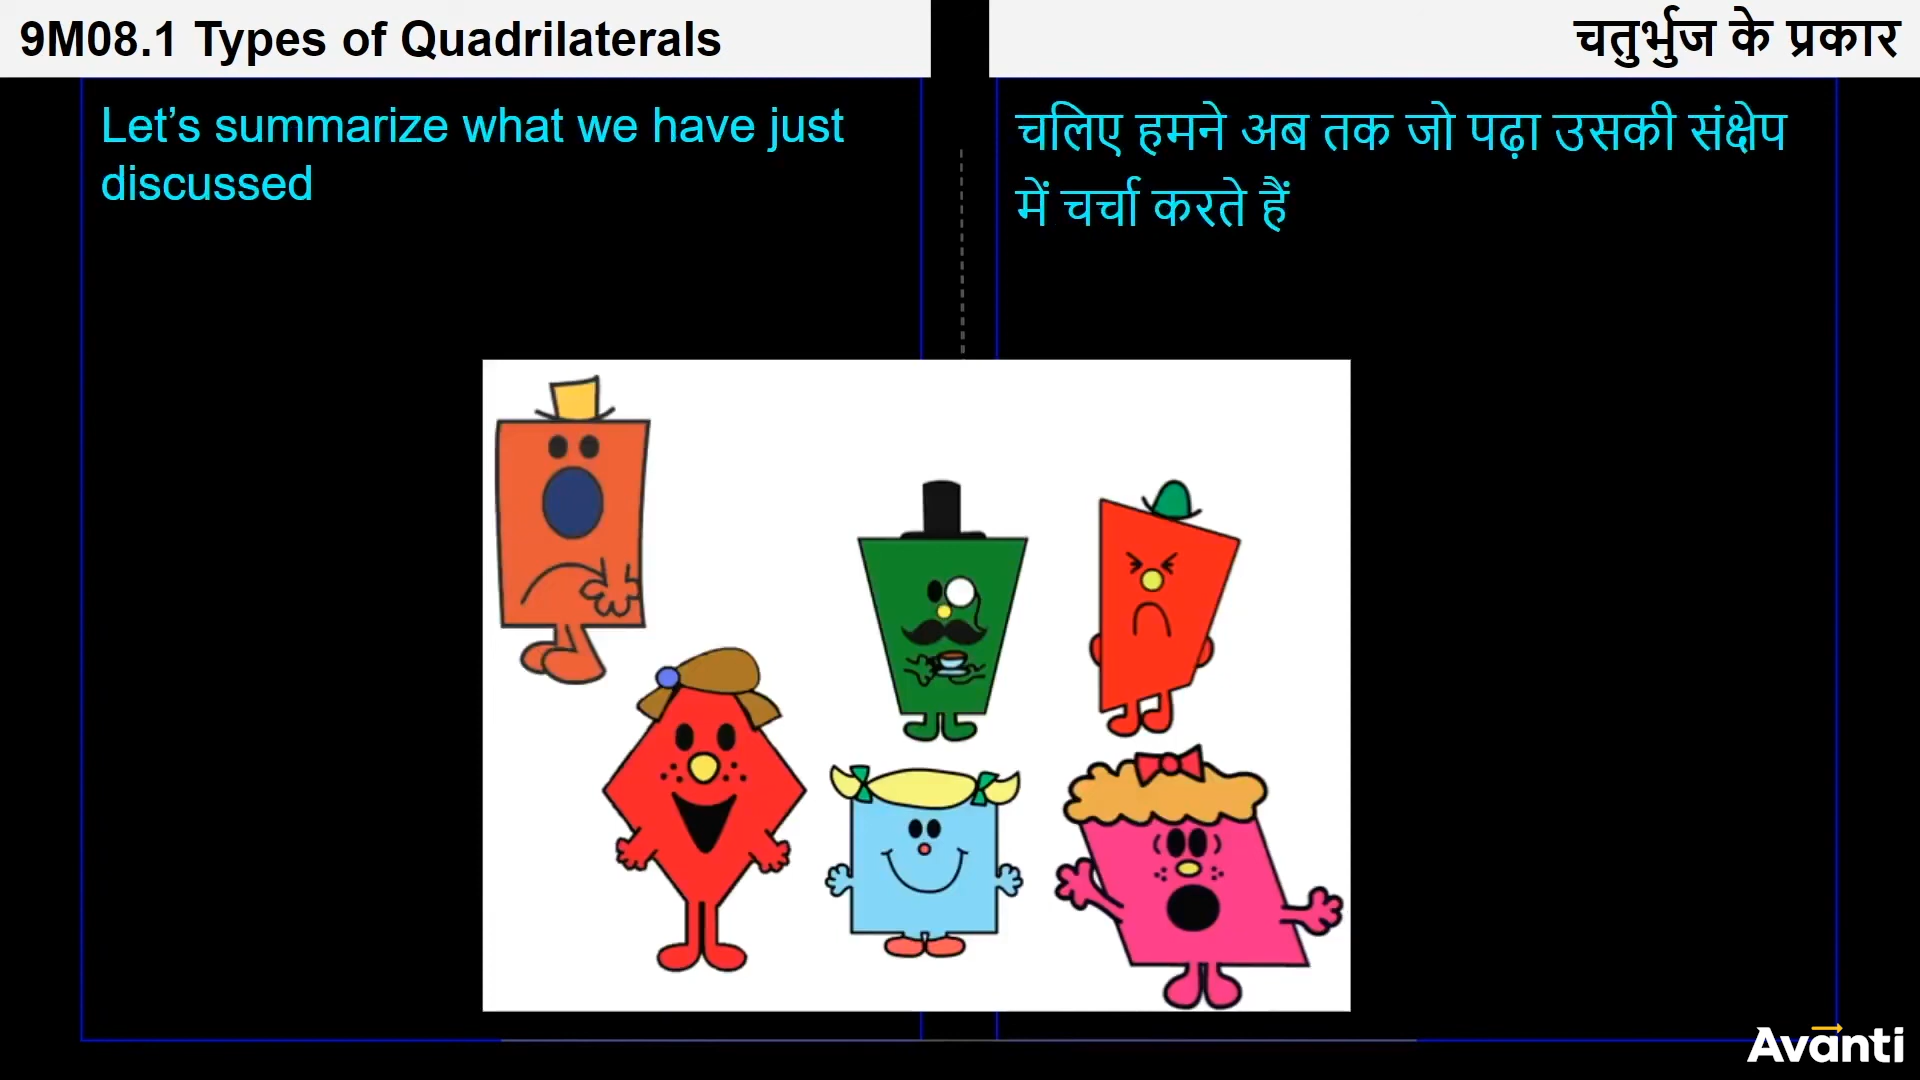 9M08.1 Types of Quadrilaterals
चतुर्भुज के प्रकार
Let’s summarize what we have just
discussed
चलिए हमने अब तक जो पढ़ा उसकी संक्षेप
में चर्चा करते हैं
Avanti